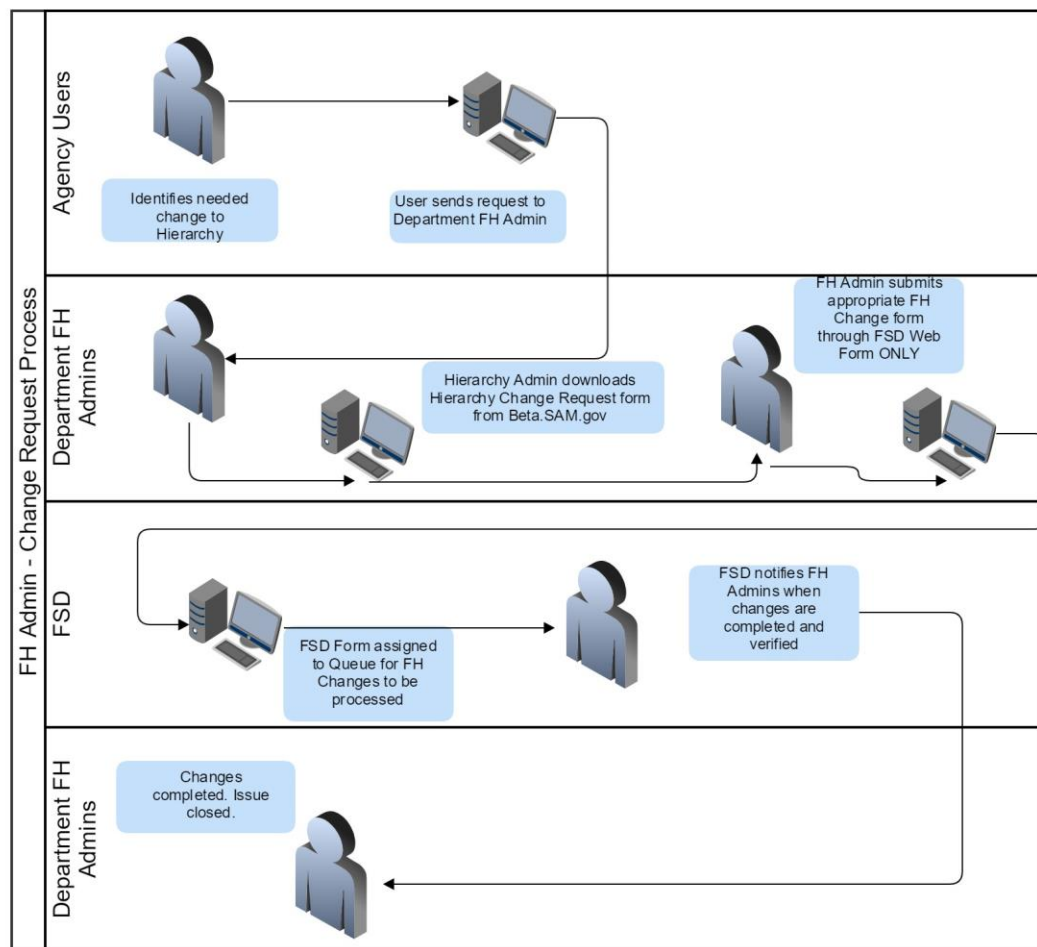 FH Admin - Change Request Process
Agency Users
Identifies needed
change to
Hierarchy
User sends request to
Department FH Admin
Department FH
Admins
Hierarchy Admin downloads
Hierarchy Change Request form
from Beta.SAM.gov
FH Admin submits
appropriate FH
Change form
through FSD Web
Form ONLY
FSD
FSD Form assigned
to Queue for FH
Changes to be
processed
FSD notifies FH
Admins when
changes are
completed and
verified
Department FH
Admins
Changes
completed. Issue
closed.